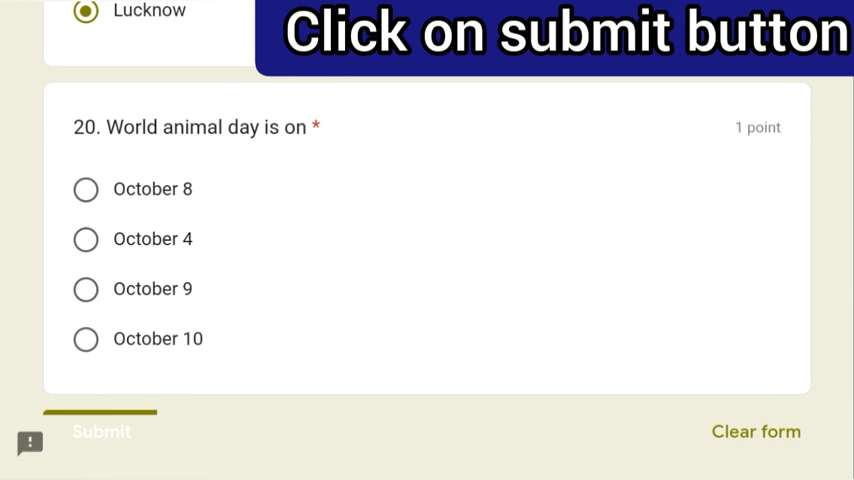 Lucknow
Click on submit button
20. World animal day is on *
1 point
October 8
October 4
October 9
October 10
Submit
Clear form